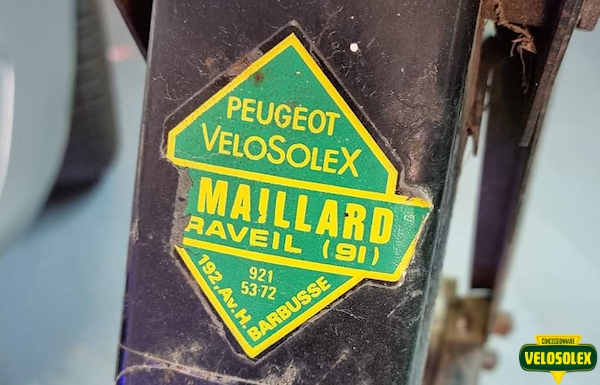 PEUGEOT
VELOSOLEX
MAILLARD
RAVEIL (91)
921
53-72
192.Av.H.
BARBUSSE
CONCESSIONNAIRE
VELOSOLEX